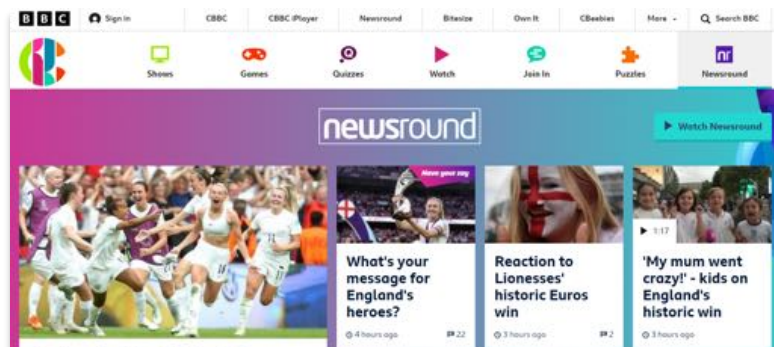 BBC
Sign in
CBBC
CBBC iPlayer
Newsround
Bitesize
Own It
CBeebies
More
Search BBC
Shows
Games
Quizzes
Watch
Join In
Puzzles
nr
Newsround
newsround
Watch Newsround
Have your say
What's your
message for
England's
heroes?
4 hours ago
22
Reaction to
Lionesses'
historic Euros
win
3 hours ago
2
1:17
'My mum went
crazy!' - kids on
England's
historic win
3 hours ago